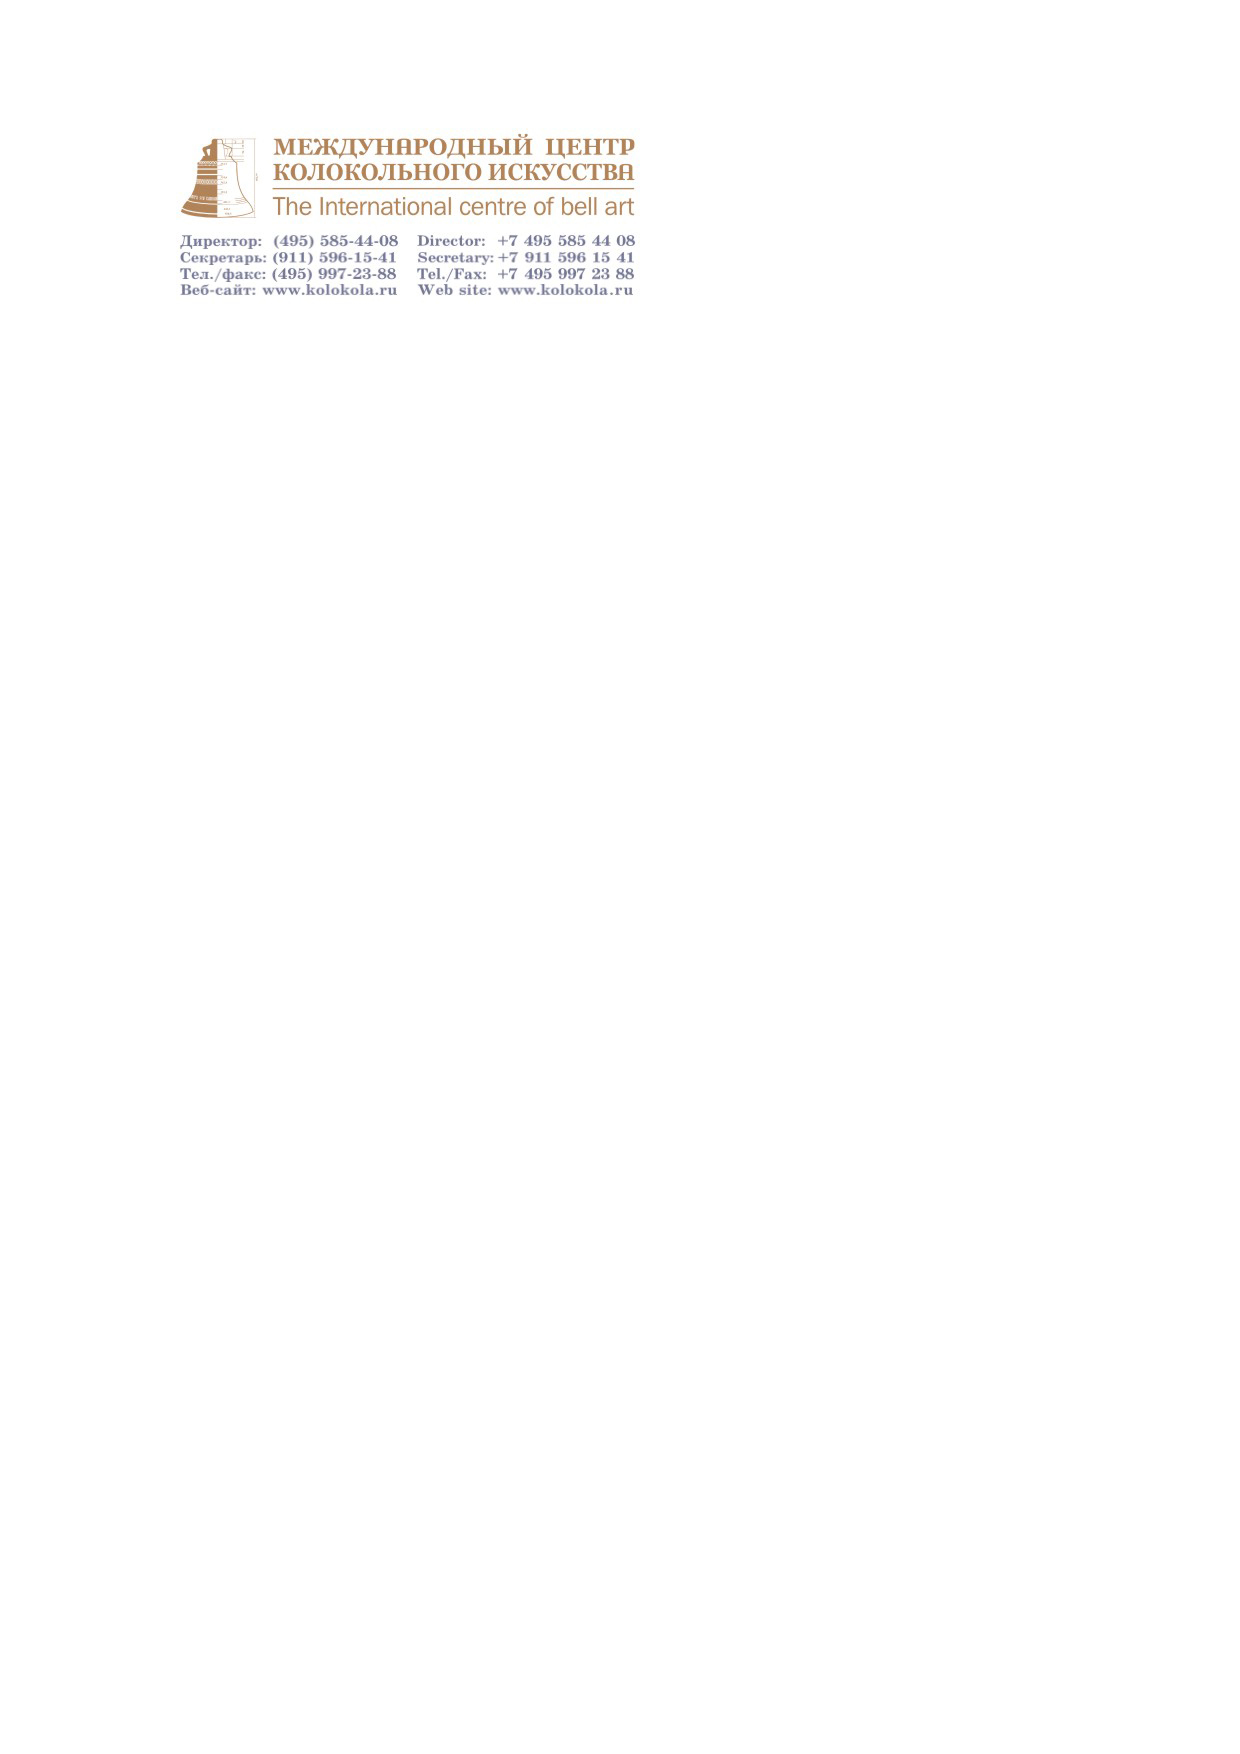 МЕЖДУНАРОДНЫЙ ЦЕНТР
КОЛОКОЛЬНОГО ИСКУССТВА
The International centre of bell art
Директор: (495) 585-44-08 Director: +7 495 585 44 08
Секретарь: (911) 596-15-41 Secretary: +7 911 596 15 41
Тел./факс: (495) 997-23-88 Tel./Fax: +7 495 997 23 88
Веб-сайт: www.kolokola.ru Web site: www.kolokola.ru